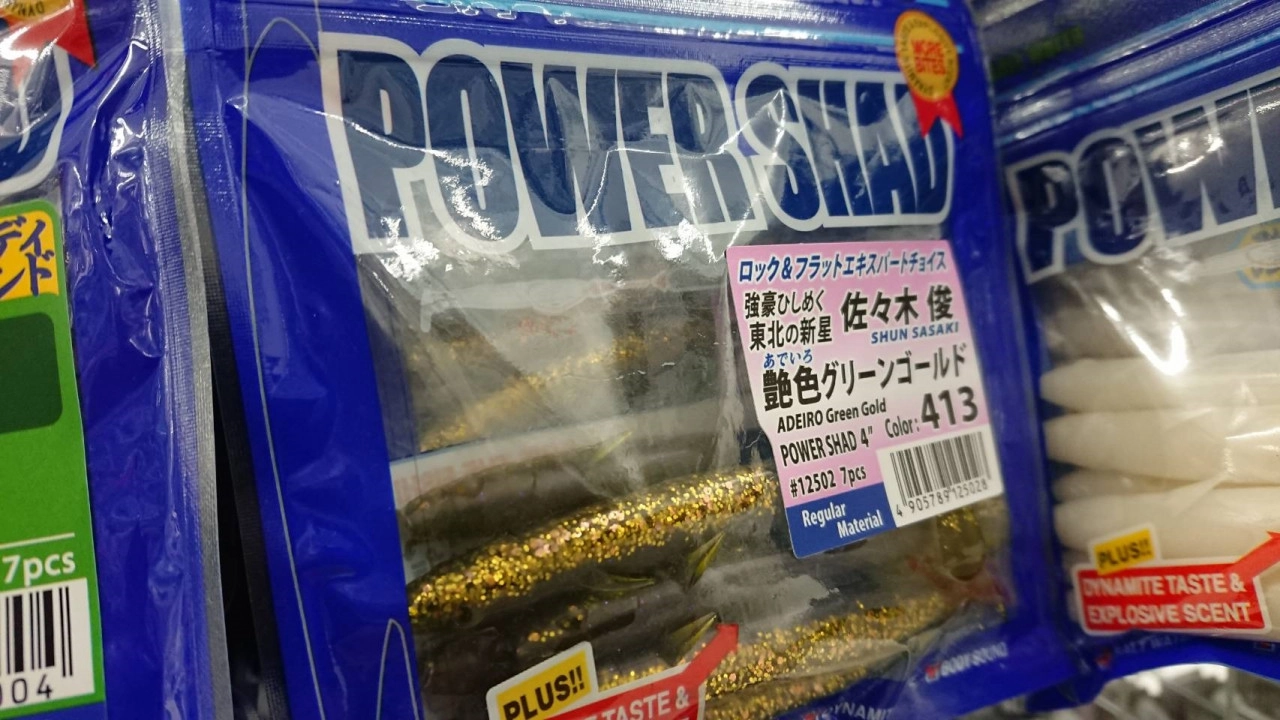 POWER SHAD
ロック&フラットエキスパートチョイス
強豪ひしめく
東北の新星
佐々木 俊
SHUN SASAKI
あでいろ
艶色グリーンゴールド
ADEIRO Green Gold
POWER SHAD 4" Color: 413
#12502 7pcs
Regular
Material
4 905789 125028
PLUS!!
TASTE &
DYNAMITE
7pcs
004
POW
PLUS!!
DYNAMITE TASTE &
EXPLOSIVE SCENT